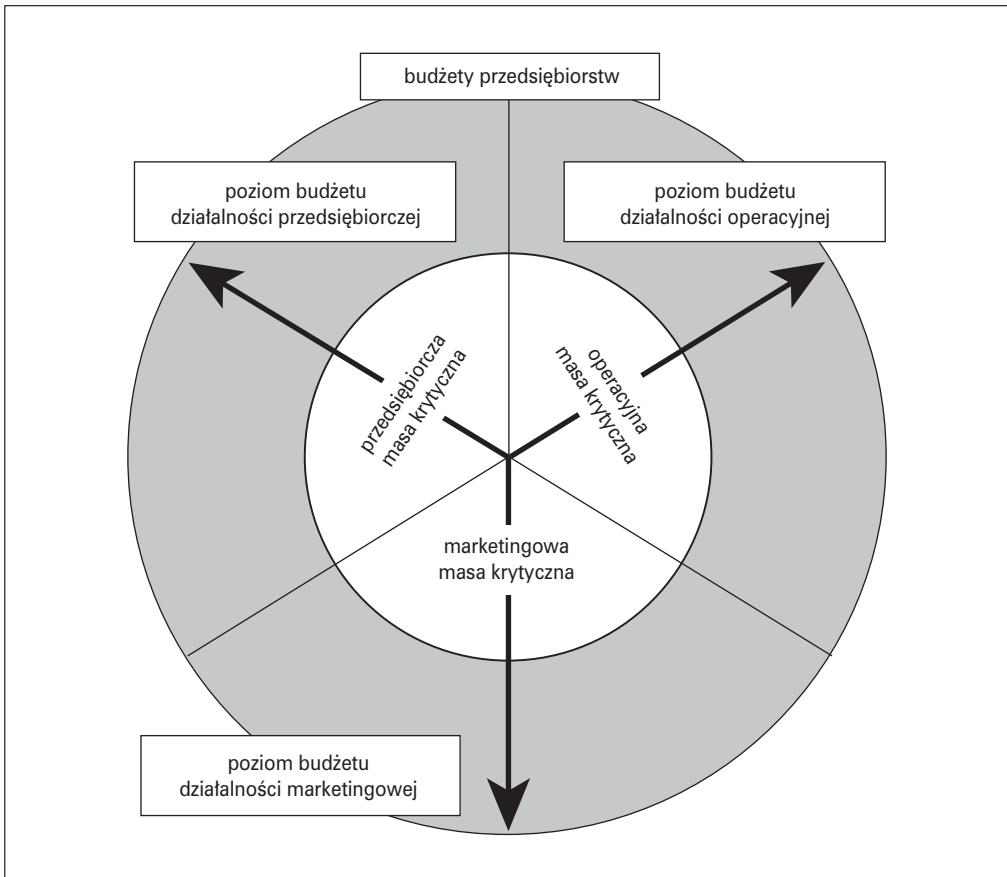 budżety przedsiębiorstw
poziom budżetu
działalności przedsiębiorczej
poziom budżetu
działalności operacyjnej
przedsiębiorcza
masa krytyczna
operacyjna
masa krytyczna
marketingowa
masa krytyczna
poziom budżetu
działalności marketingowej